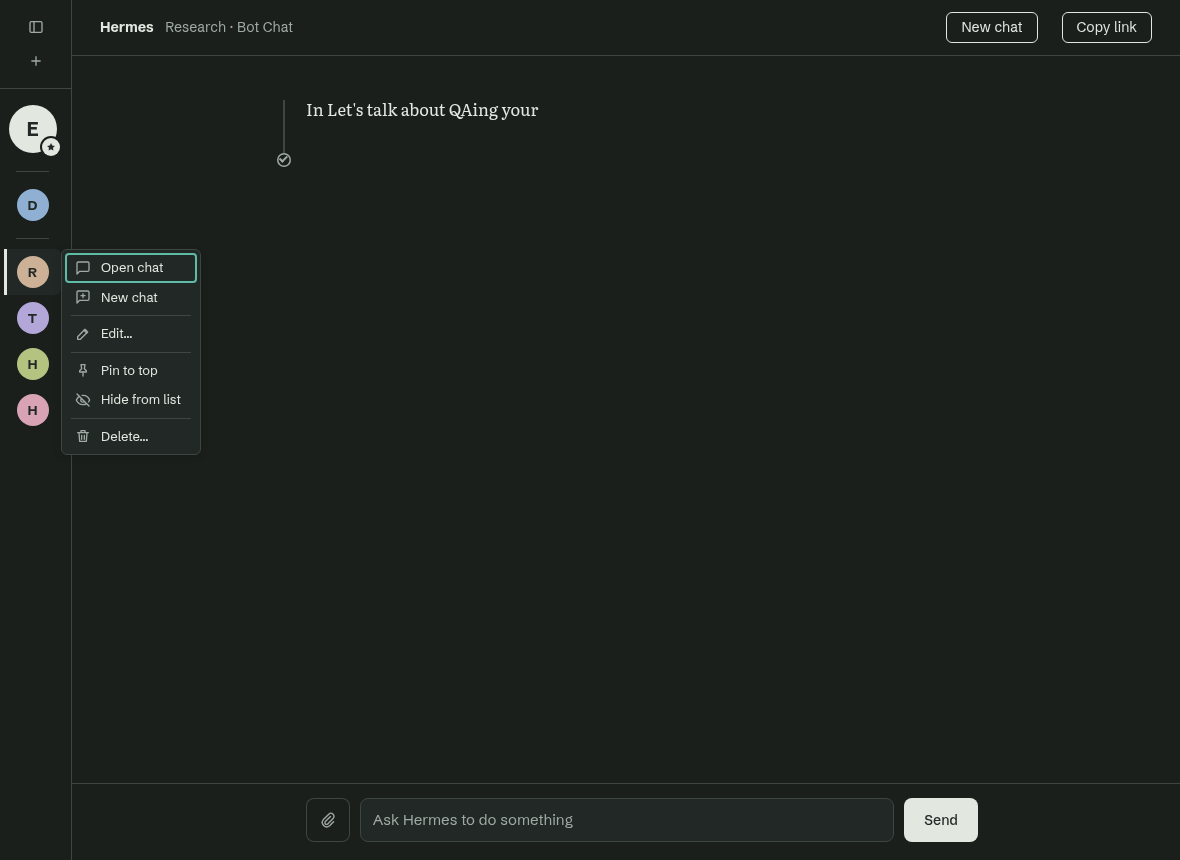 Hermes Research · Bot Chat
New chat
Copy link
E
D
R
T
H
H
Open chat
New chat
Edit...
Pin to top
Hide from list
Delete...
In Let's talk about QAing your
Ask Hermes to do something
Send